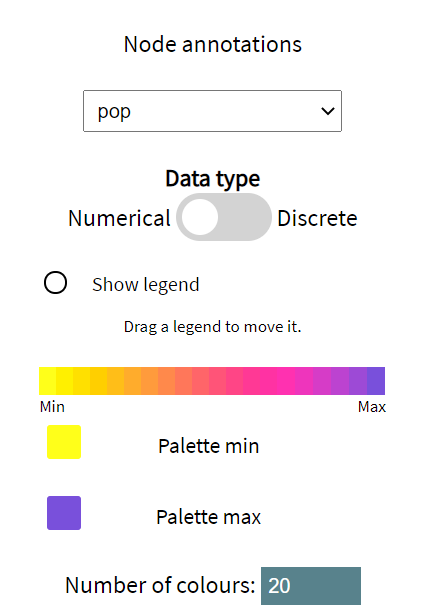 Node annotations
pop
Data type
Numerical Discrete
Show legend
Drag a legend to move it.
Min Max
Palette min
Palette max
Number of colours: 20